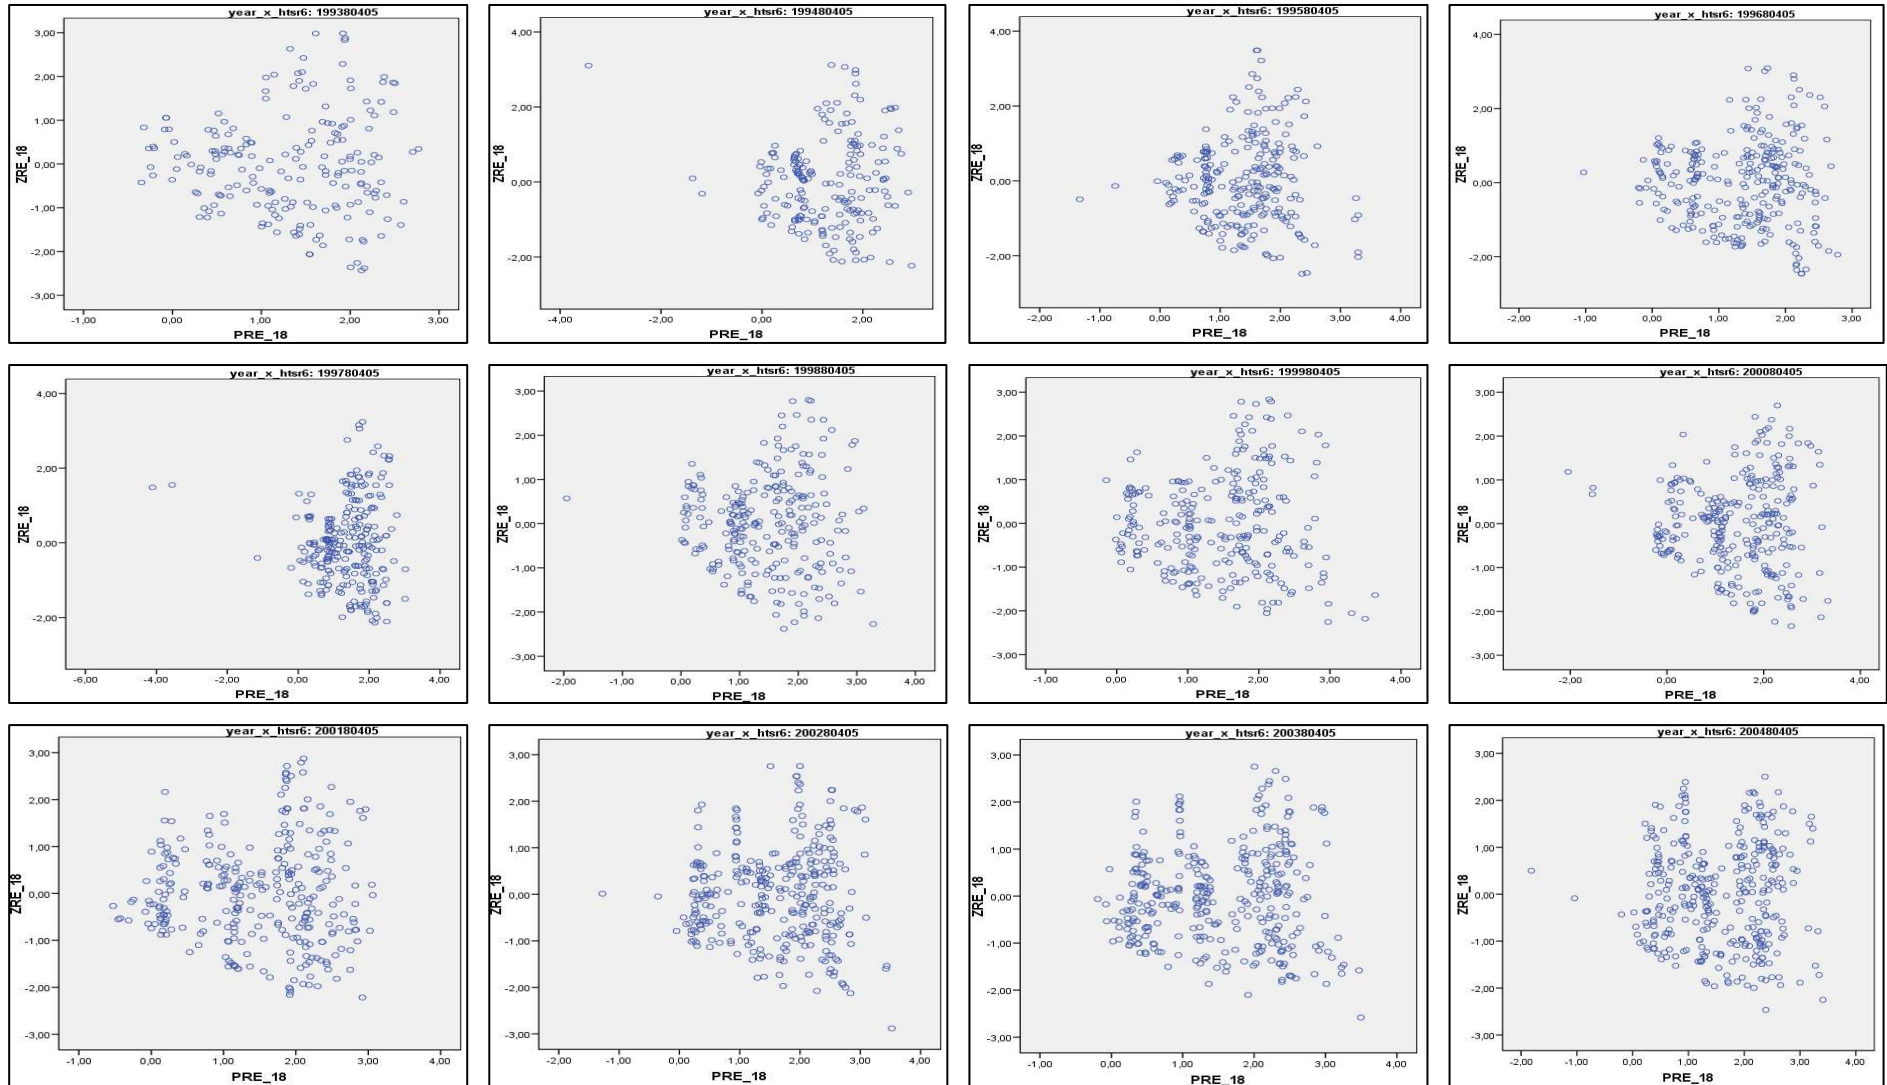 year_x_htsr6: 199380405
3,00
2,00
1,00
0,00
-1,00
-2,00
-3,00
ZRE_18
-1,00 0,00 1,00 2,00 3,00
PRE_18
year_x_htsr6: 199480405
4,00
2,00
0,00
-2,00
ZRE_18
-4,00 -2,00 0,00 2,00
PRE_18
year_x_htsr6: 199580405
4,00
2,00
0,00
-2,00
ZRE_18
-2,00 -1,00 0,00 1,00 2,00 3,00 4,00
PRE_18
year_x_htsr6: 199680405
4,00
2,00
0,00
-2,00
ZRE_18
-2,00 -1,00 0,00 1,00 2,00 3,00
PRE_18
year_x_htsr6: 199780405
4,00
2,00
0,00
-2,00
ZRE_18
-6,00 -4,00 -2,00 0,00 2,00 4,00
PRE_18
year_x_htsr6: 199880405
3,00
2,00
1,00
0,00
-1,00
-2,00
-3,00
ZRE_18
-2,00 -1,00 0,00 1,00 2,00 3,00 4,00
PRE_18
year_x_htsr6: 199980405
3,00
2,00
1,00
0,00
-1,00
-2,00
-3,00
ZRE_18
-1,00 0,00 1,00 2,00 3,00 4,00
PRE_18
year_x_htsr6: 200080405
3,00
2,00
1,00
0,00
-1,00
-2,00
-3,00
ZRE_18
-2,00 0,00 2,00 4,00
PRE_18
year_x_htsr6: 200180405
3,00
2,00
1,00
0,00
-1,00
-2,00
-3,00
ZRE_18
-1,00 0,00 1,00 2,00 3,00 4,00
PRE_18
year_x_htsr6: 200280405
3,00
2,00
1,00
0,00
-1,00
-2,00
-3,00
ZRE_18
-2,00 -1,00 0,00 1,00 2,00 3,00 4,00
PRE_18
year_x_htsr6: 200380405
3,00
2,00
1,00
0,00
-1,00
-2,00
-3,00
ZRE_18
-1,00 0,00 1,00 2,00 3,00 4,00
PRE_18
year_x_htsr6: 200480405
3,00
2,00
1,00
0,00
-1,00
-2,00
-3,00
ZRE_18
-2,00 -1,00 0,00 1,00 2,00 3,00 4,00
PRE_18